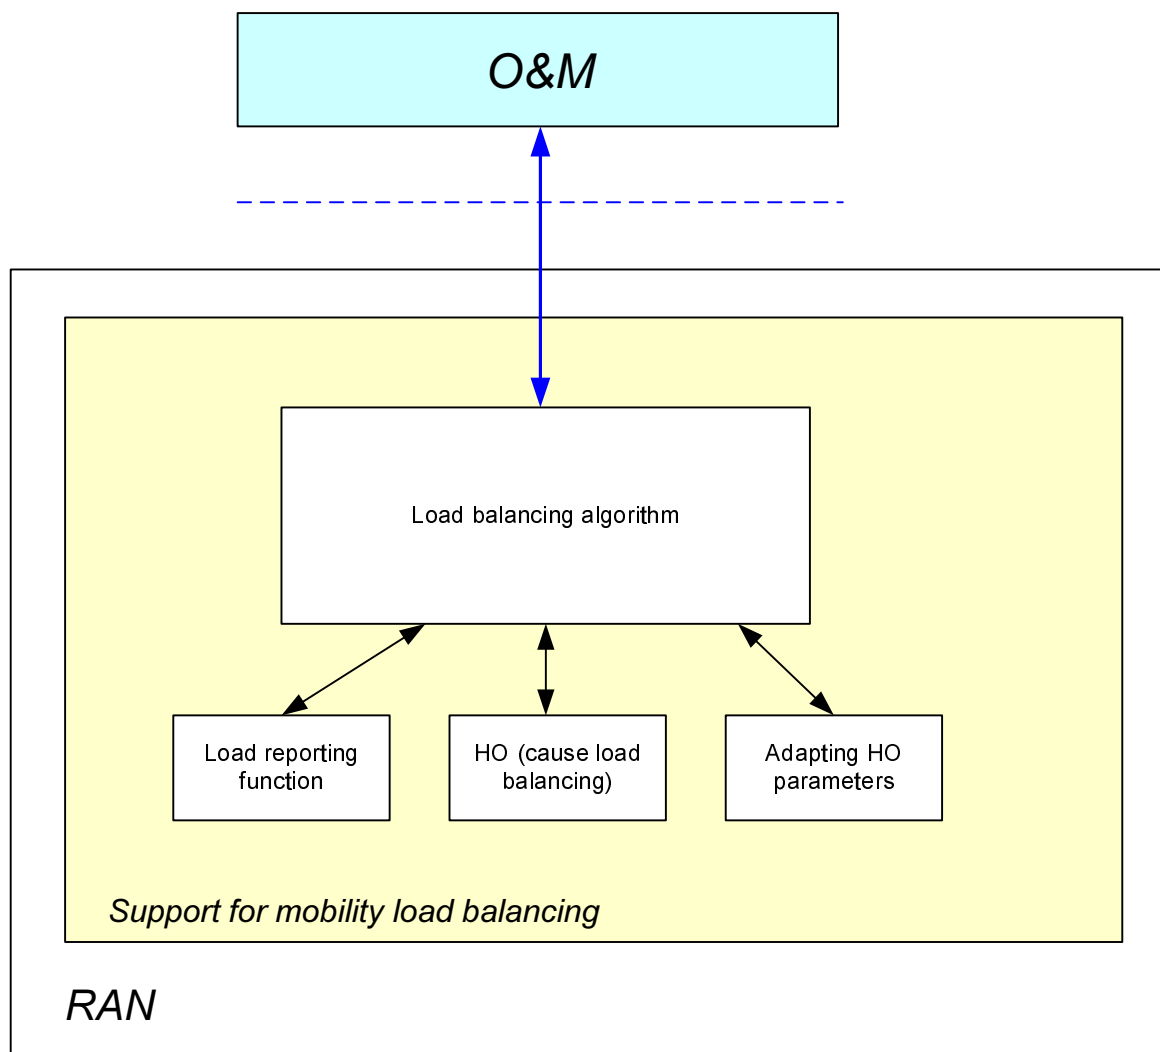 O&M
Load balancing algorithm
Load reporting
function
HO (cause load
balancing)
Adapting HO
parameters
Support for mobility load balancing
RAN